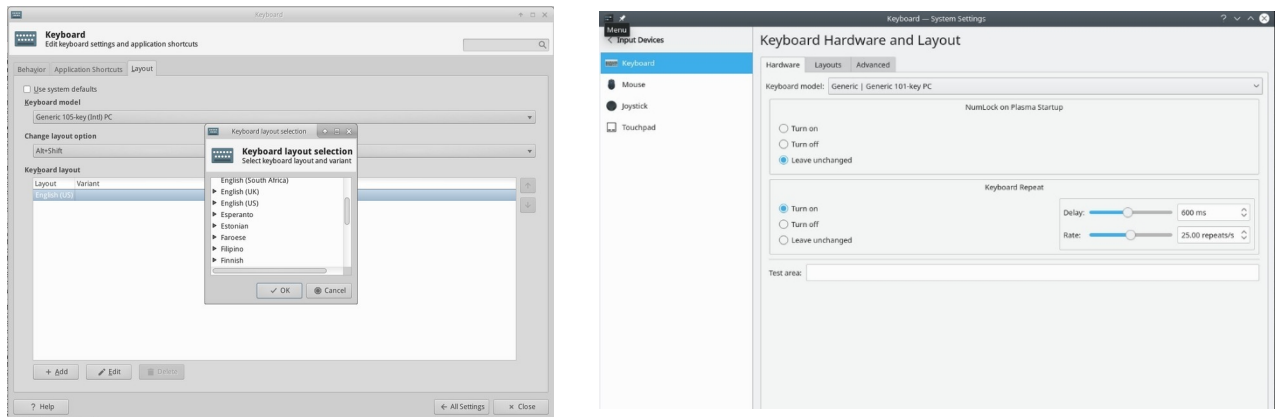 Keyboard
Keyboard
Edit keyboard settings and application shortcuts
Behavior Application Shortcuts Layout
Use system defaults
Keyboard model
Generic 105-key (Intl) PC
Change layout option
Alt+Shift
Keyboard layout
Layout Variant
English (US)
Keyboard layout selection
Keyboard layout selection
Select keyboard layout and variant
English (South Africa)
English (UK)
English (US)
Esperanto
Estonian
Faroese
Filipino
Finnish
OK Cancel
+ Add Edit Delete
? Help All Settings × Close
Keyboard — System Settings
Menu
< Input Devices
Keyboard
Mouse
Joystick
Touchpad
Keyboard Hardware and Layout
Hardware Layouts Advanced
Keyboard model: Generic | Generic 101-key PC
NumLock on Plasma Startup
Turn on
Turn off
Leave unchanged
Keyboard Repeat
Turn on
Turn off
Leave unchanged
Delay: 600 ms
Rate: 25.00 repeats/s
Test area: